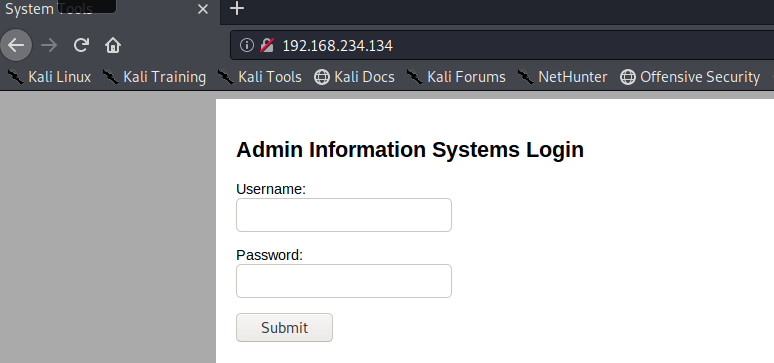 System Tools
192.168.234.134
Kali Linux Kali Training Kali Tools Kali Docs Kali Forums NetHunter Offensive Security
Admin Information Systems Login
Username:
Password:
Submit